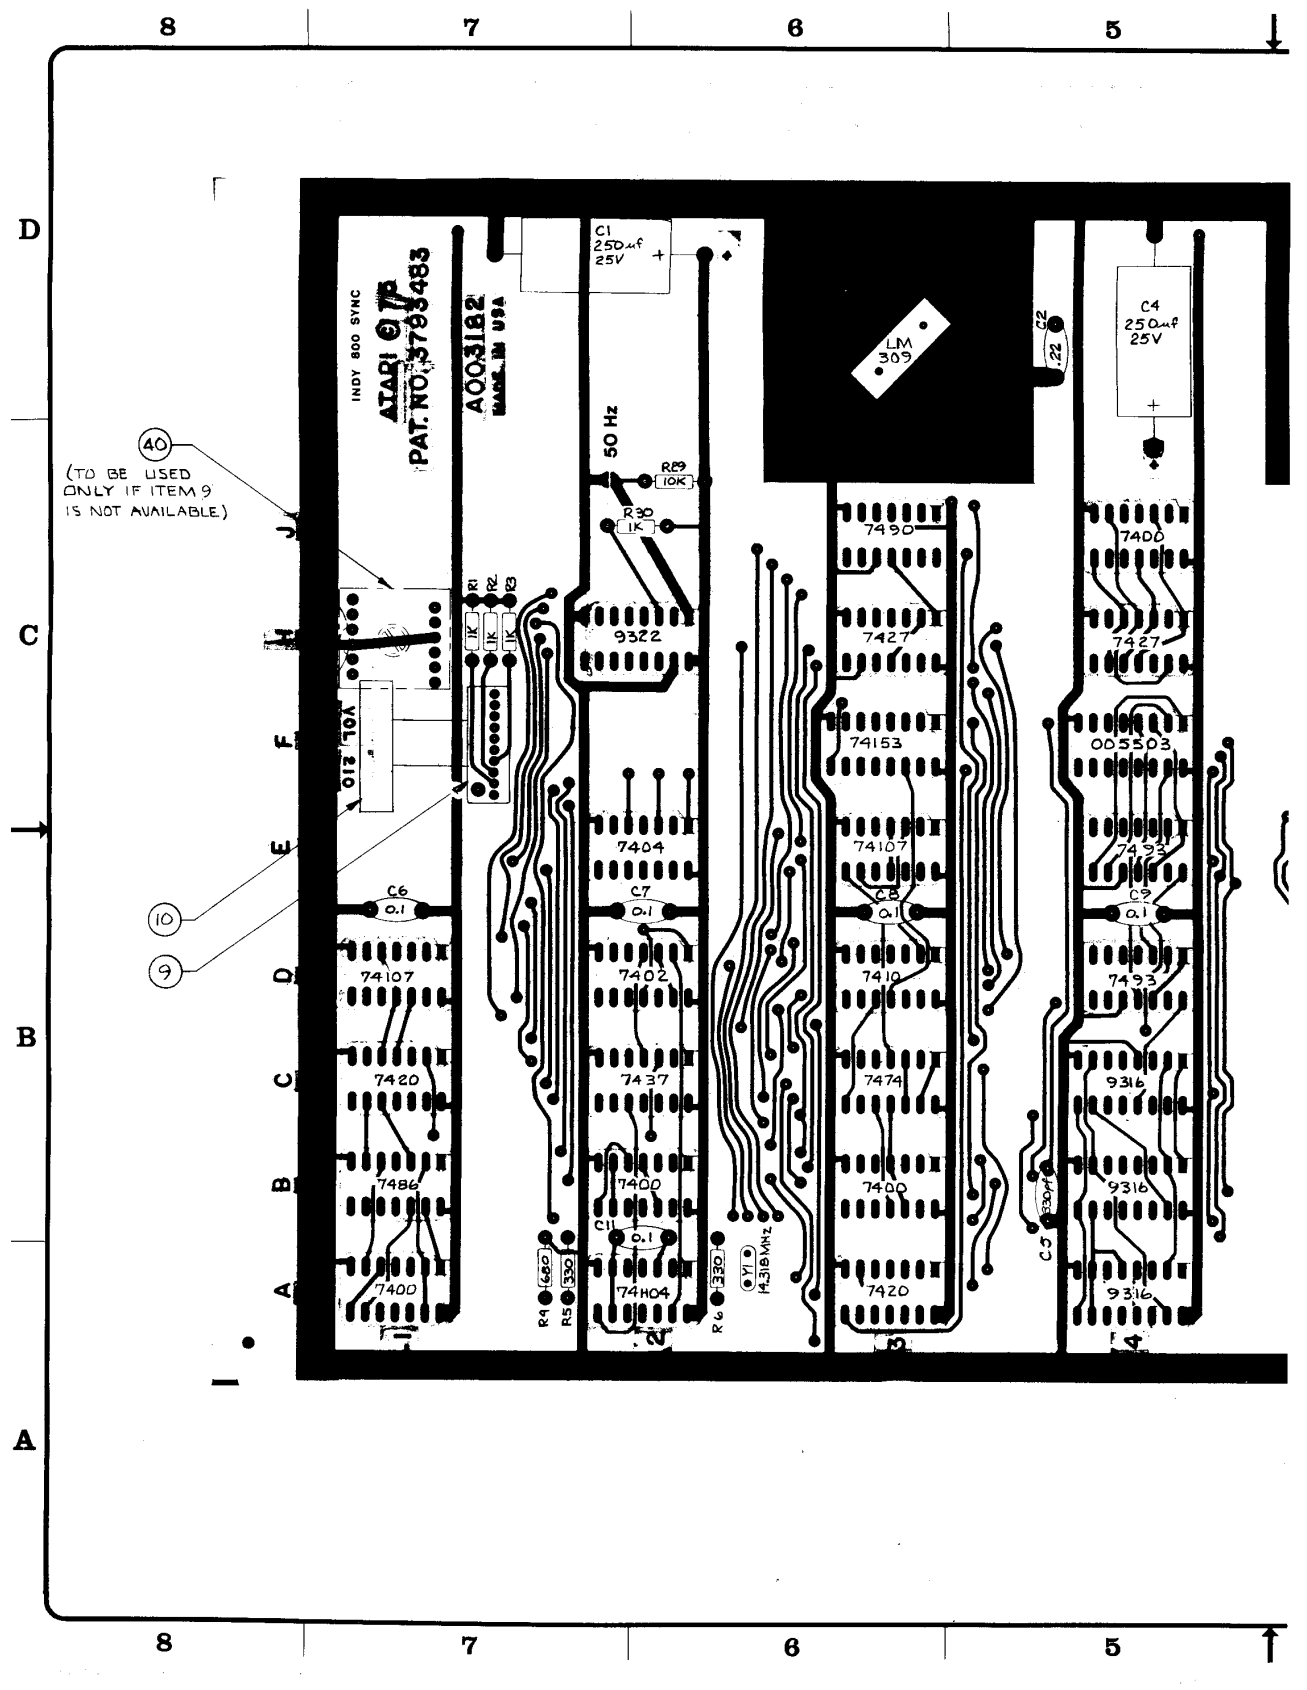 8 7 6 5
D
C
B
A
C1
250uf
25V
+
INDY 800 SYNC
ATARI ©
PAT. NO. 3793483
A003182
MADE IN USA
LM
309
C2
.22
C4
250uf
25V
+
40
(TO BE USED
ONLY IF ITEM 9
IS NOT AVAILABLE)
50 Hz
R29
10K
R30
1K
J
7490
7400
R1
R2
R3
1K
1K
1K
H
9322
7427
7427
F
VOL 210
74153
005503
E
7404
74107
7493
10
9
C6
0.1
C7
0.1
C8
0.1
C9
0.1
D
74107
7402
7410
7493
C
7420
7437
7474
9316
B
7486
7400
7400
9316
C5
330pf
C11
0.1
A
7400
R4
680
R5
330
74H04
R6
330
Y1
14.318MHZ
7420
9316
1
2
3
4
8 7 6 5